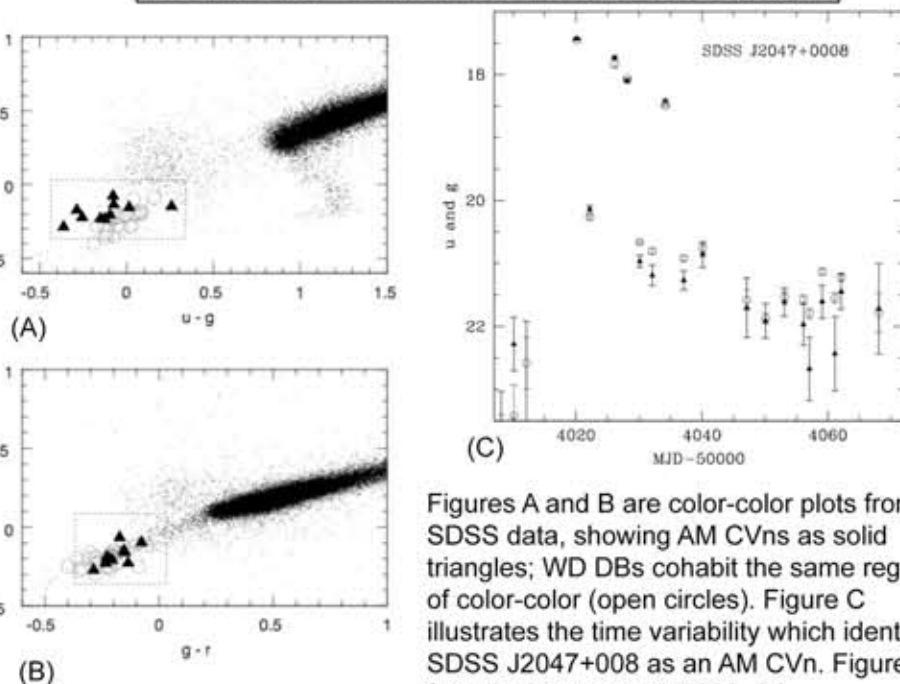 1
5
0
5
-0.5 0 0.5 1 1.5
u - g
(A)
1
5
0
5
-0.5 0 0.5 1
g - r
(B)
SDSS J2047+0008
18
20
22
u and g
4020 4040 4060
MJD-50000
(C)
Figures A and B are color-color plots from
SDSS data, showing AM CVns as solid
triangles; WD DBs cohabit the same reg
of color-color (open circles). Figure C
illustrates the time variability which ident
SDSS J2047+008 as an AM CVn. Figure